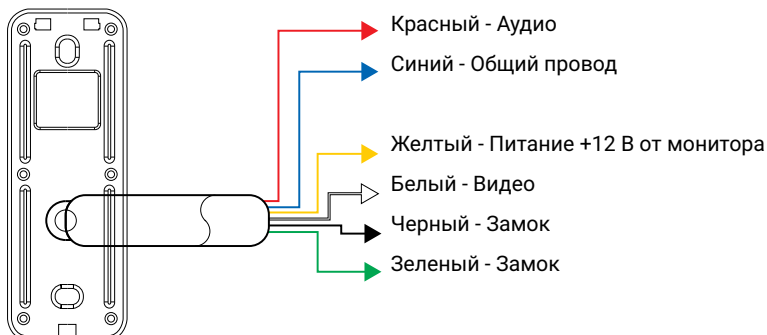 Красный - Аудио
Синий - Общий провод
Желтый - Питание +12 В от монитора
Белый - Видео
Черный - Замок
Зеленый - Замок